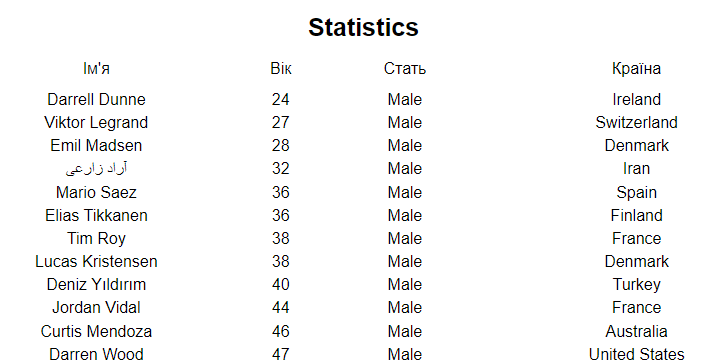 Statistics
Ім'я Вік Стать Країна
Darrell Dunne 24 Male Ireland
Viktor Legrand 27 Male Switzerland
Emil Madsen 28 Male Denmark
آراد زارعی 32 Male Iran
Mario Saez 36 Male Spain
Elias Tikkanen 36 Male Finland
Tim Roy 38 Male France
Lucas Kristensen 38 Male Denmark
Deniz Yıldırım 40 Male Turkey
Jordan Vidal 44 Male France
Curtis Mendoza 46 Male Australia
Darren Wood 47 Male United States